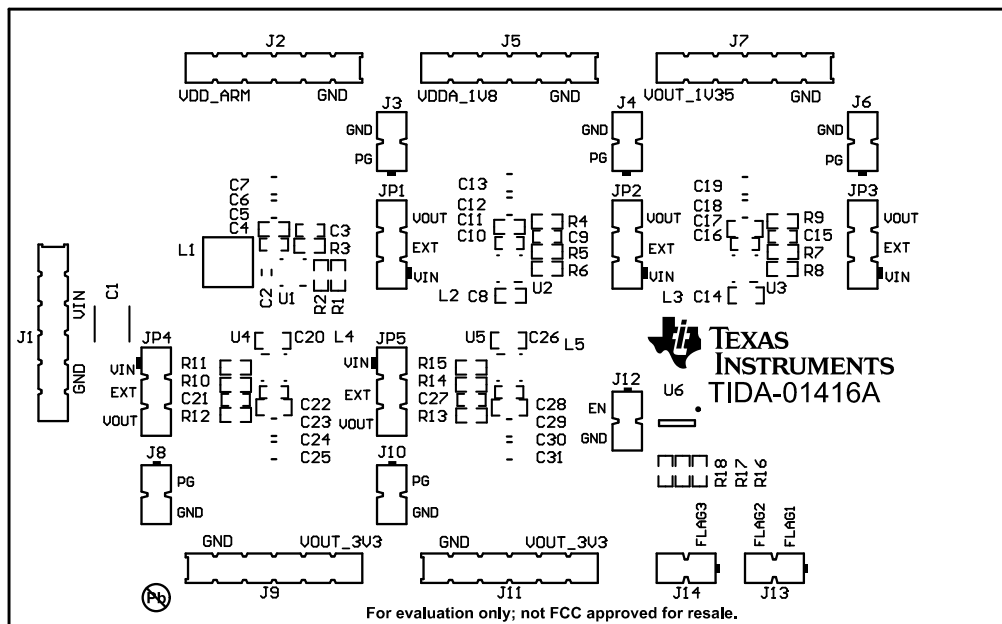 J2
J5
J7
VDD_ARM GND
VDDA_1V8 GND
VOUT_1V35 GND
J3
GND
PG
J4
GND
PG
J6
GND
PG
C7
C6
C5
C4
C3
R3
L1
C2
U1
R2
R1
JP1
VOUT
EXT
VIN
C13
C12
C11
C10
R4
C9
R5
R6
U2
L2
C8
JP2
VOUT
EXT
VIN
C19
C18
C17
C16
R9
C15
R7
R8
U3
L3
C14
JP3
VOUT
EXT
VIN
J1
VIN
GND
C1
JP4
VIN
EXT
VOUT
U4
C20
L4
R11
R10
C21
R12
C22
C23
C24
C25
JP5
VIN
EXT
VOUT
U5
C26
L5
R15
R14
C27
R13
C28
C29
C30
C31
TEXAS
INSTRUMENTS
TIDA-01416A
J12
EN
GND
U6
R18
R17
R16
J8
PG
GND
J10
PG
GND
FLAG3
FLAG2
FLAG1
GND VOUT_3V3
GND VOUT_3V3
J9
J11
J14
J13
Pb
For evaluation only; not FCC approved for resale.